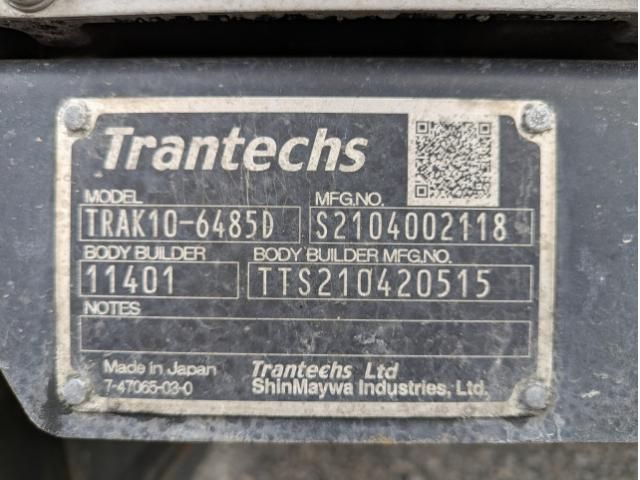 Trantechs
MODEL MFG.NO.
TRAK10-6485D S2104002118
BODY BUILDER BODY BUILDER MFG.NO.
11401 TTS210420515
NOTES
Made in Japan Trantechs Ltd
7-47065-03-0 ShinMaywa Industries, Ltd.